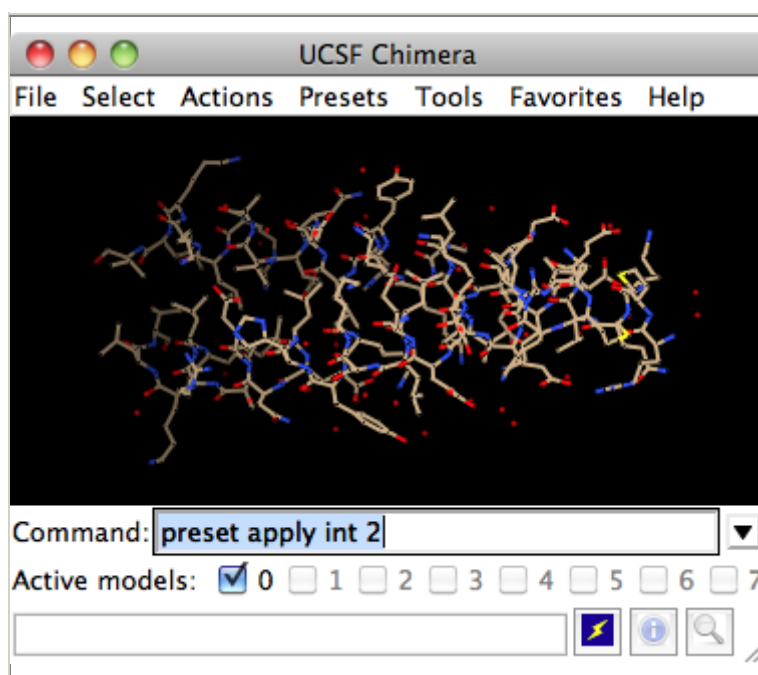 UCSF Chimera
File Select Actions Presets Tools Favorites Help
Command: preset apply int 2
Active models: 0 1 2 3 4 5 6 7